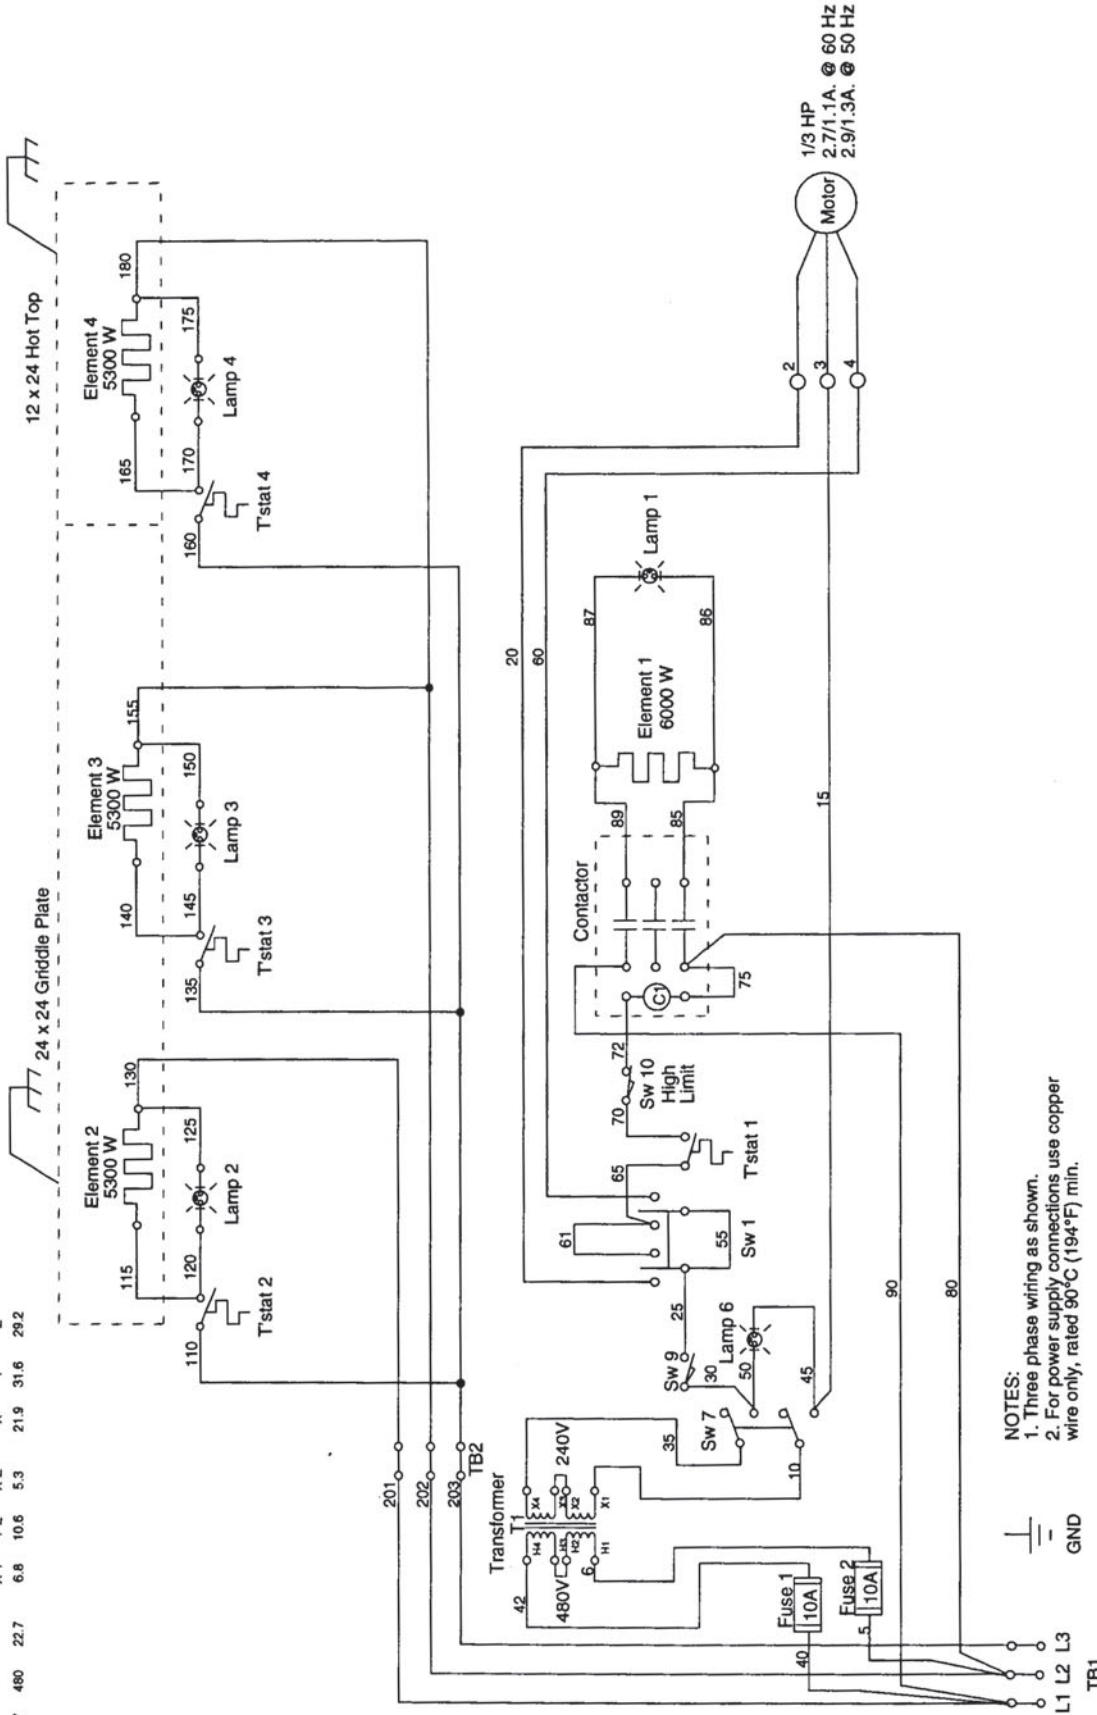 480 22.7 6.8 10.6 5.3 21.9 31.6 29.2
12 x 24 Hot Top
24 x 24 Griddle Plate
Element 2
5300 W
115
130
120
125
Lamp 2
T'stat 2
110
Element 3
5300 W
140
155
145
150
Lamp 3
T'stat 3
135
Element 4
5300 W
165
180
170
175
Lamp 4
T'stat 4
160
201
202
203
TB2
Transformer
T1
H4
H3
H2
H1
X4
X3
X2
X1
480V
240V
42
6
35
10
Fuse 1
10A
Fuse 2
10A
40
5
L1 L2 L3
TB1
Sw 7
Sw 9
30
50
45
Lamp 6
25
61
55
Sw 1
65
T'stat 1
70
Sw 10
High
Limit
72
Contactor
C1
75
89
85
Element 1
6000 W
87
86
Lamp 1
20
60
15
90
80
2
3
4
Motor
1/3 HP
2.7/1.1A. @ 60 Hz
2.9/1.3A. @ 50 Hz
GND
NOTES:
1. Three phase wiring as shown.
2. For power supply connections use copper
wire only, rated 90°C (194°F) min.